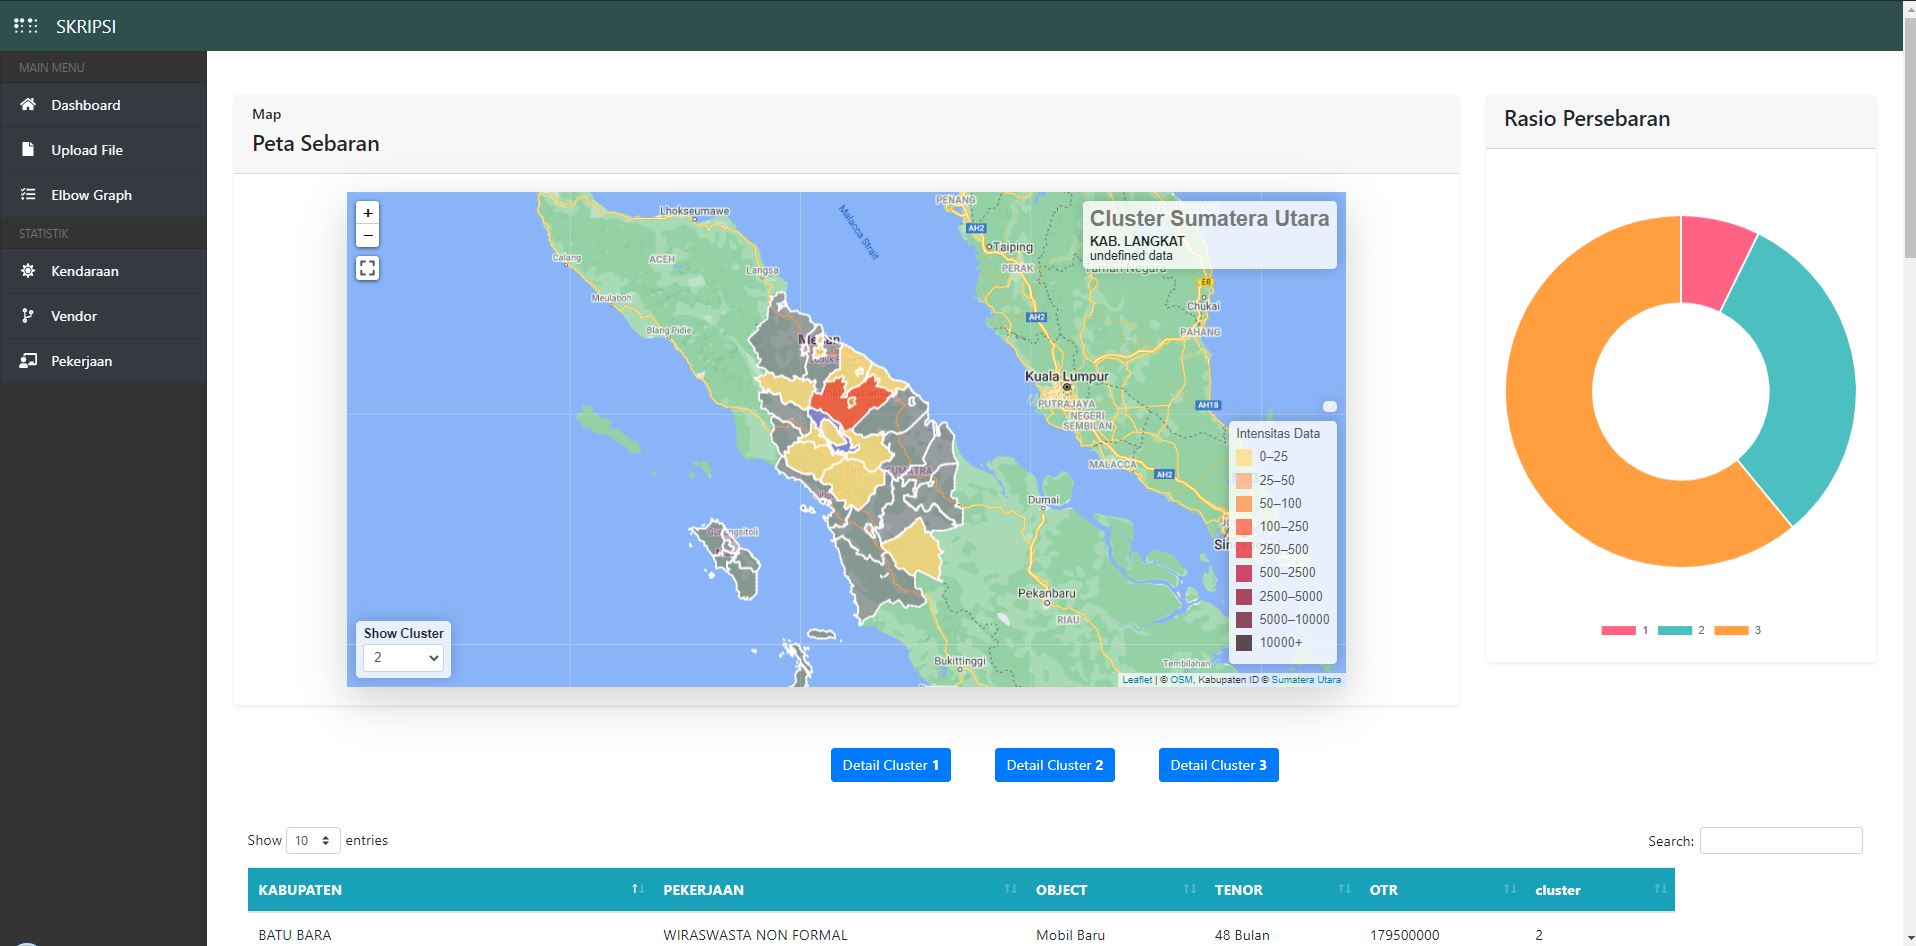 SKRIPSI
MAIN MENU
Dashboard
Upload File
Elbow Graph
STATISTIK
Kendaraan
Vendor
Pekerjaan
Map
Peta Sebaran
+
−
Lhokseumawe
Malacca Strait
PENANG
AH2
Taiping
PERAK
Calang
ACEH
Langsa
Meulaboh
Blang Pidie
Cluster Sumatera Utara
KAB. LANGKAT
undefined data
Taman Negara
E8
Chukai
AH2
PAHANG
Medan
Kuala Lumpur
PUTRAJAYA
NEGERI
SEMBILAN
AH18
MALACCA
AH2
Dumai
Pekanbaru
RIAU
Bukittinggi
Tembilahan
Intensitas Data
0–25
25–50
50–100
100–250
250–500
500–2500
2500–5000
5000–10000
10000+
Show Cluster
2
Leaflet | © OSM, Kabupaten ID © Sumatera Utara
Rasio Persebaran
1 2 3
Detail Cluster 1 Detail Cluster 2 Detail Cluster 3
Show 10 entries
Search:
KABUPATEN PEKERJAAN OBJECT TENOR OTR cluster
BATU BARA WIRASWASTA NON FORMAL Mobil Baru 48 Bulan 179500000 2